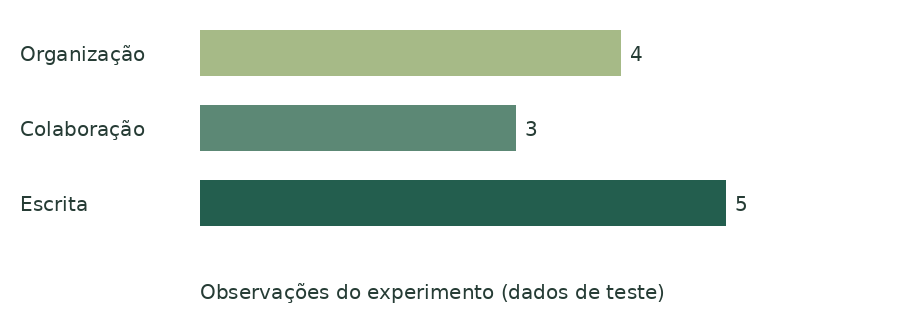 Organização 4
Colaboração 3
Escrita 5
Observações do experimento (dados de teste)